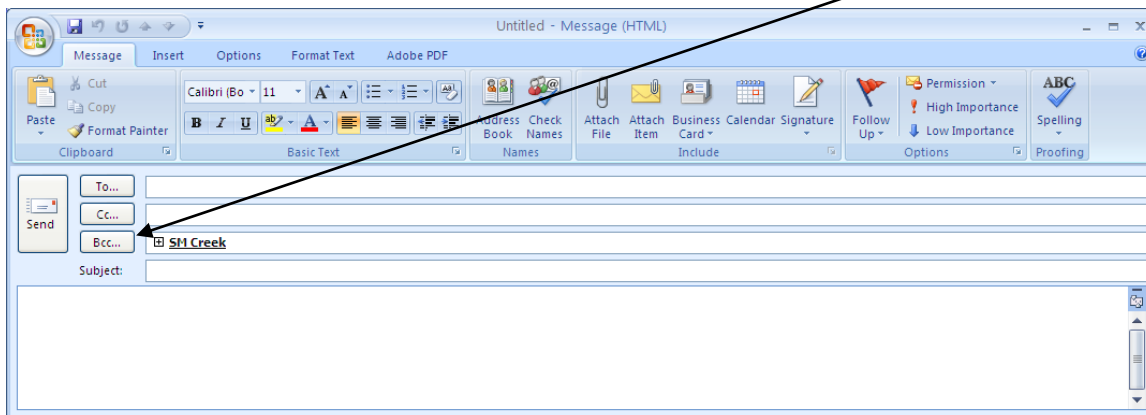 Untitled - Message (HTML)
Message Insert Options Format Text Adobe PDF
Paste
Cut
Copy
Format Painter
Clipboard
Calibri (Bo 11
B I U
Basic Text
Address Book
Check Names
Names
Attach File
Attach Item
Business Card
Calendar
Signature
Include
Follow Up
Permission
High Importance
Low Importance
Options
ABC
Spelling
Proofing
Send
To...
Cc...
Bcc...
SM Creek
Subject: